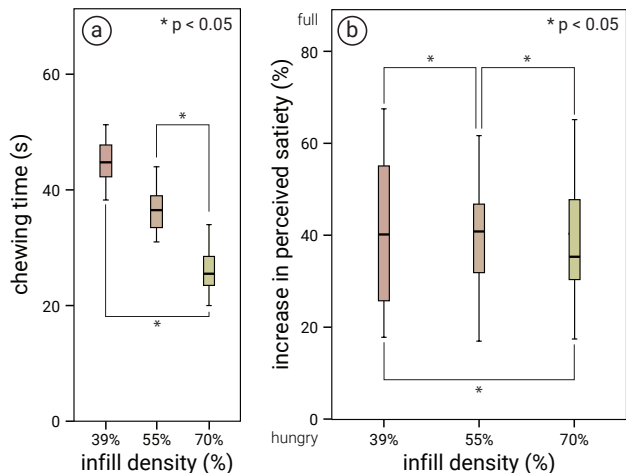 a
* p < 0.05
chewing time (s)
60
40
20
0
*
*
39%
55%
70%
infill density (%)
b
* p < 0.05
full
increase in perceived satiety (%)
80
60
40
20
0
hungry
*
*
*
39%
55%
70%
infill density (%)